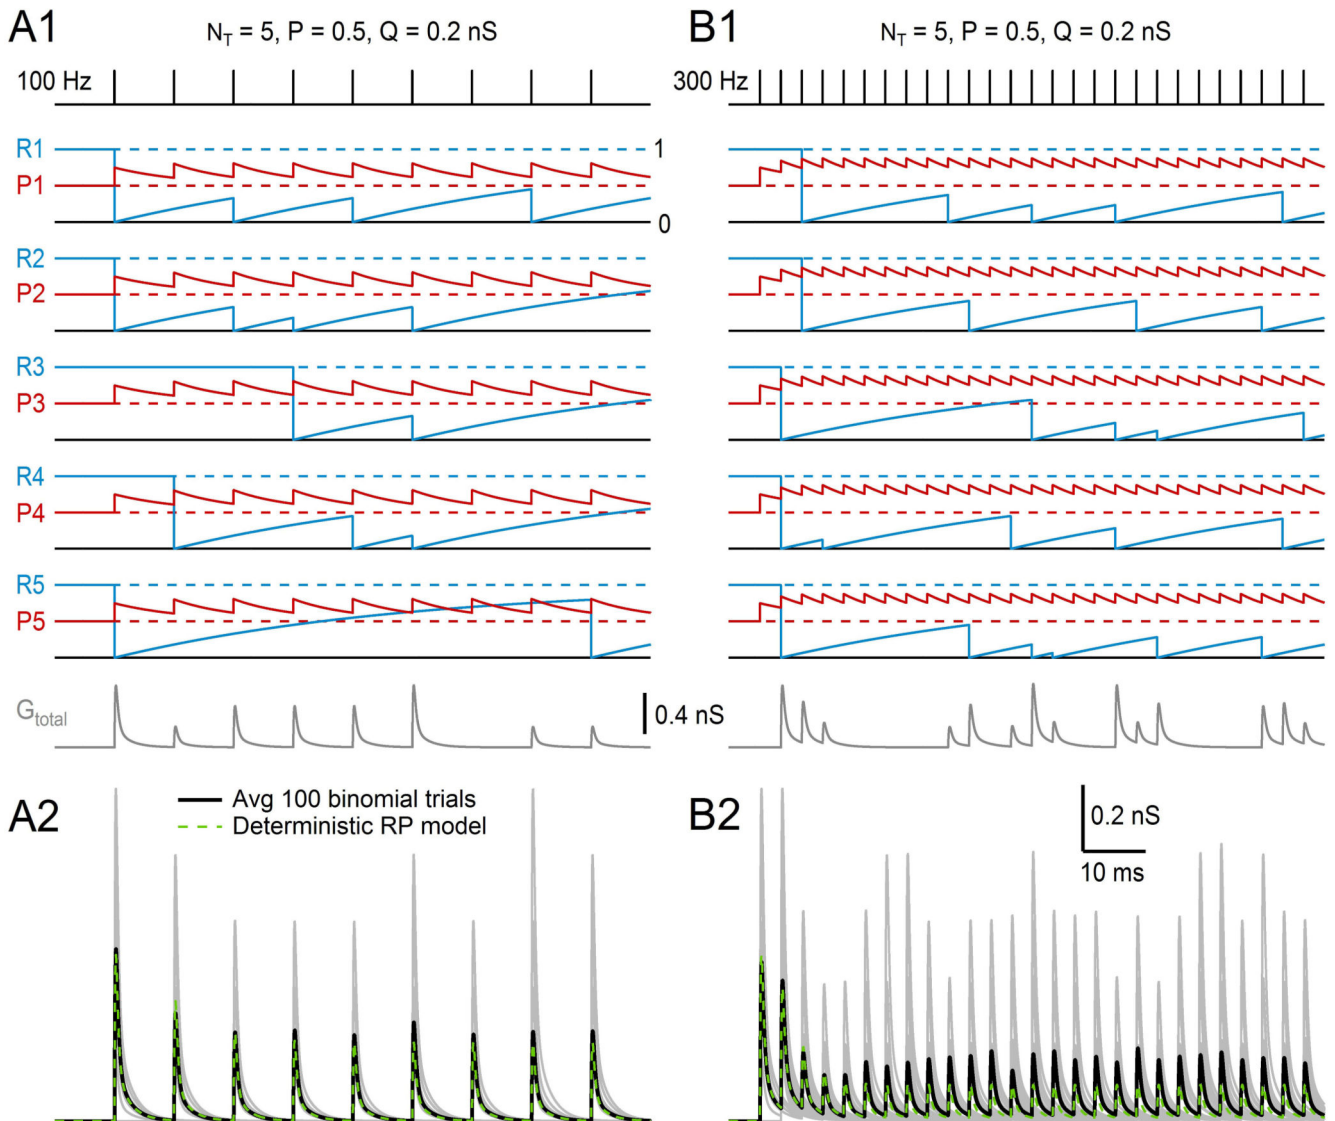 A1
N_T = 5, P = 0.5, Q = 0.2 nS
100 Hz
R1
P1
1
0
R2
P2
R3
P3
R4
P4
R5
P5
G_total
0.4 nS
A2
Avg 100 binomial trials
Deterministic RP model
B1
N_T = 5, P = 0.5, Q = 0.2 nS
300 Hz
B2
0.2 nS
10 ms